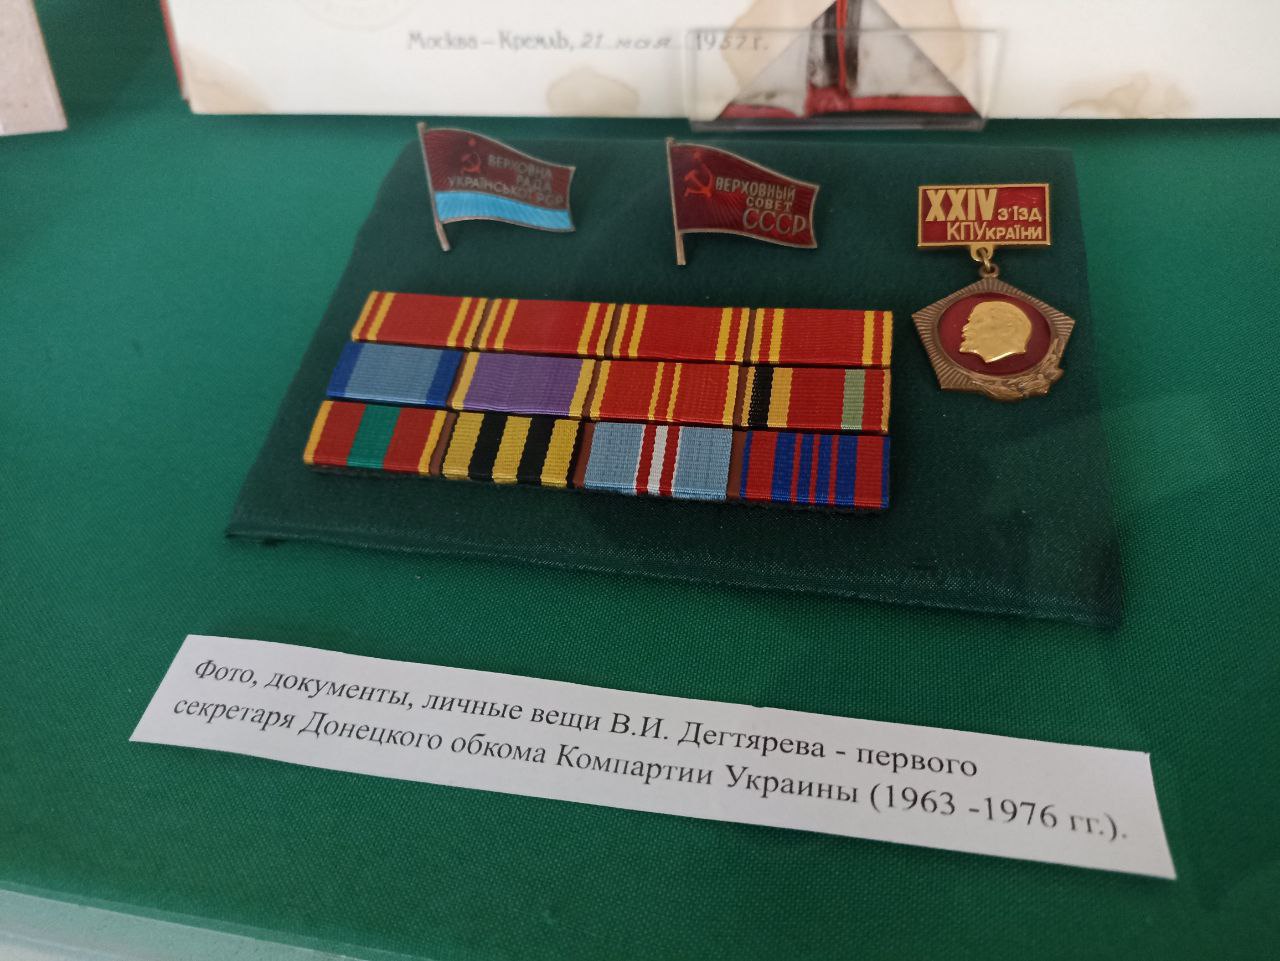 Москва – Кремль, 21 мая 1957 г.
ВЕРХОВНА
РАДА
УКРАЇНСЬКОЇ РСР
ВЕРХОВНЫЙ
СОВЕТ
СССР
XXIV З'ЇЗД
КПУКРАЇНИ
Фото, документы, личные вещи В.И. Дегтярева - первого
секретаря Донецкого обкома Компартии Украины (1963 -1976 гг.).